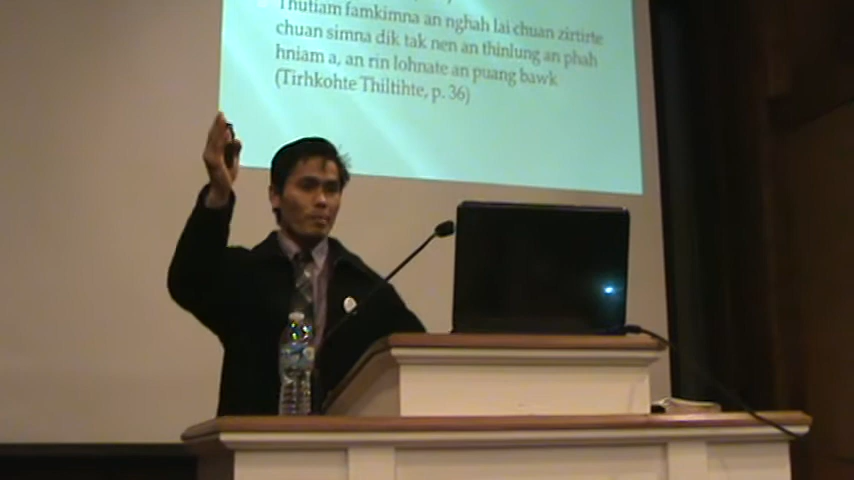 Thutiam famkimna an nghah lai chuan zirtirte
chuan simna dik tak nen an thinlung an phah
hniam a, an rin lohnate an puang bawk
(Tirhkohte Thiltihte, p. 36)